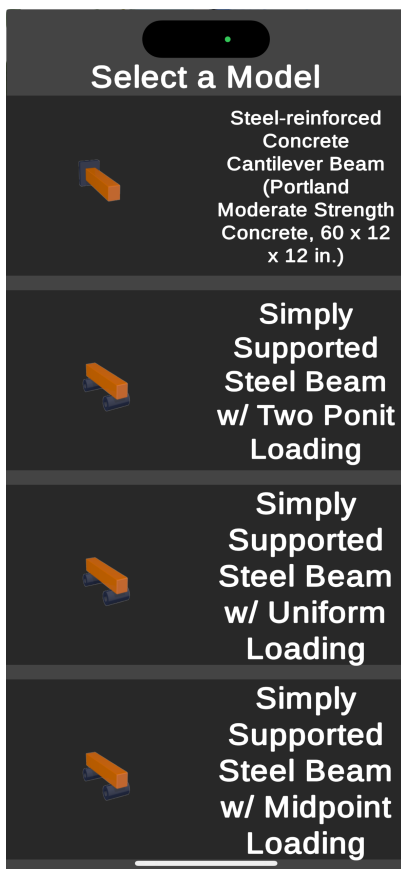 Select a Model
Steel-reinforced
Concrete
Cantilever Beam
(Portland
Moderate Strength
Concrete, 60 x 12
x 12 in.)
Simply
Supported
Steel Beam
w/ Two Ponit
Loading
Simply
Supported
Steel Beam
w/ Uniform
Loading
Simply
Supported
Steel Beam
w/ Midpoint
Loading